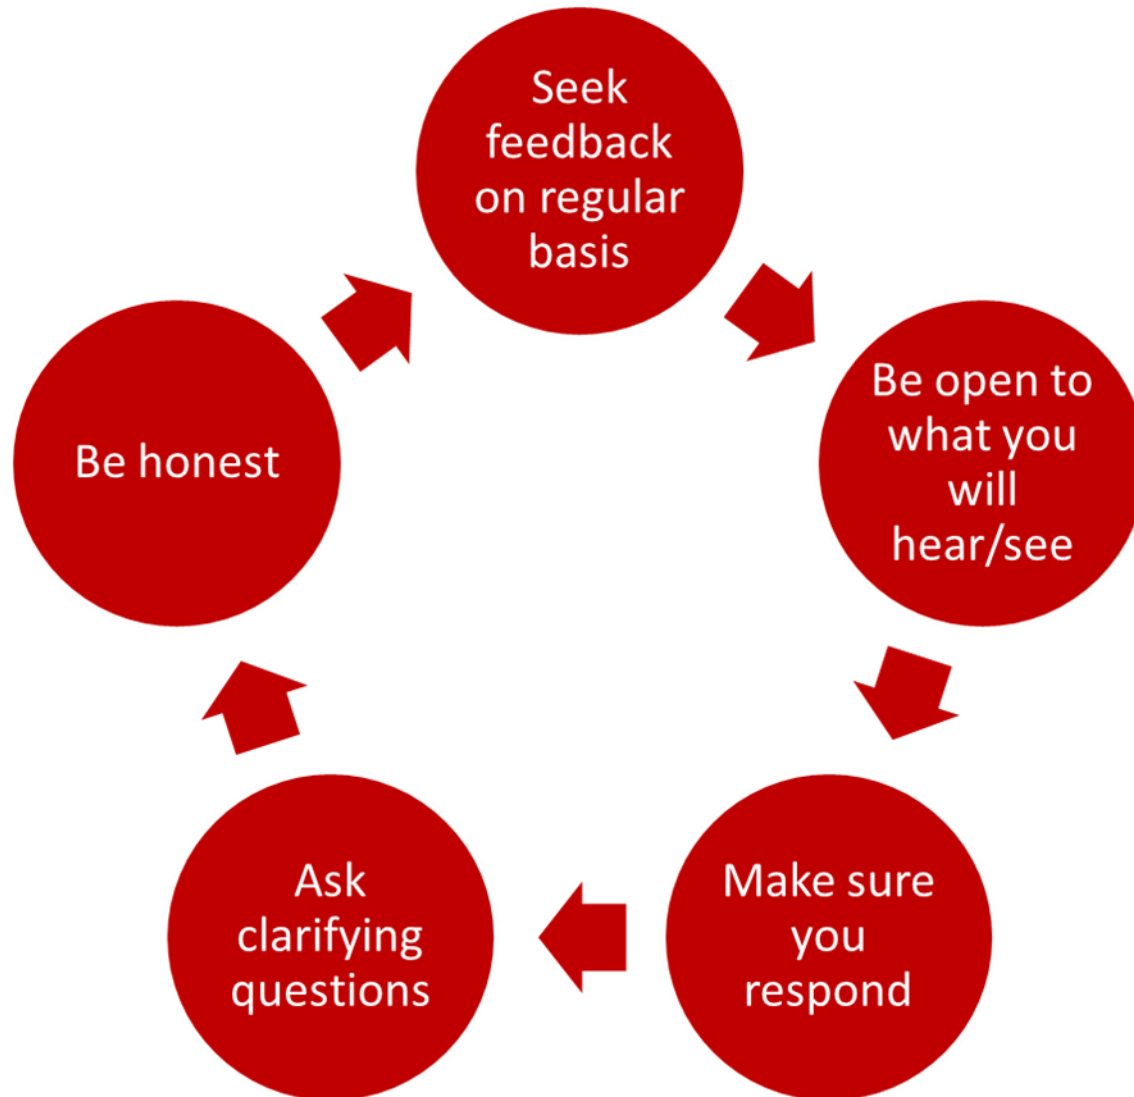 Seek
feedback
on regular
basis
Be open to
what you
will
hear/see
Make sure
you
respond
Ask
clarifying
questions
Be honest